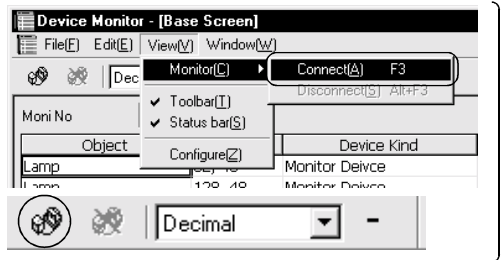 Device Monitor - [Base Screen]
File(F) Edit(E) View(V) Window(W)
Dec Monitor(C) Connect(A) F3
Disconnect(S) Alt+F3
Toolbar(T)
Moni No Status bar(S)
Object Device Kind
Configure(Z)
Lamp Monitor Deivce
Lamp 128, 48 Monitor Deivce
Decimal -